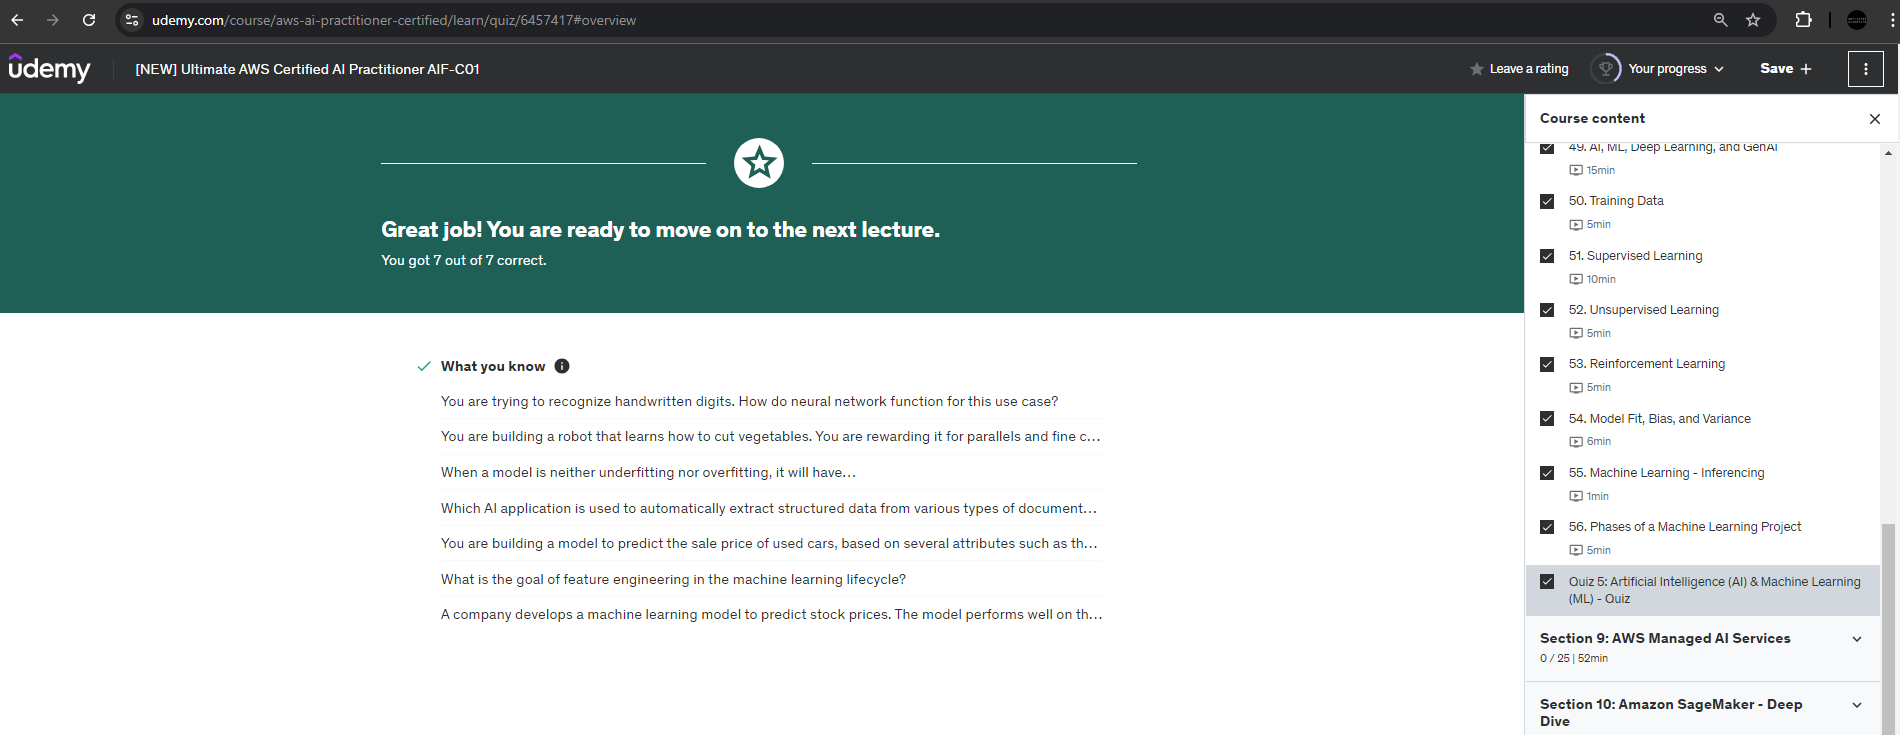 udemy.com/course/aws-ai-practitioner-certified/learn/quiz/6457417#overview
udemy
[NEW] Ultimate AWS Certified AI Practitioner AIF-C01
Leave a rating
Your progress
Save +
Great job! You are ready to move on to the next lecture.
You got 7 out of 7 correct.
What you know
You are trying to recognize handwritten digits. How do neural network function for this use case?
You are building a robot that learns how to cut vegetables. You are rewarding it for parallels and fine c...
When a model is neither underfitting nor overfitting, it will have...
Which AI application is used to automatically extract structured data from various types of document...
You are building a model to predict the sale price of used cars, based on several attributes such as th...
What is the goal of feature engineering in the machine learning lifecycle?
A company develops a machine learning model to predict stock prices. The model performs well on th...
Course content
49. AI, ML, Deep Learning, and GenAI
15min
50. Training Data
5min
51. Supervised Learning
10min
52. Unsupervised Learning
5min
53. Reinforcement Learning
5min
54. Model Fit, Bias, and Variance
6min
55. Machine Learning - Inferencing
1min
56. Phases of a Machine Learning Project
5min
Quiz 5: Artificial Intelligence (AI) & Machine Learning
(ML) - Quiz
Section 9: AWS Managed AI Services
0 / 25 | 52min
Section 10: Amazon SageMaker - Deep
Dive